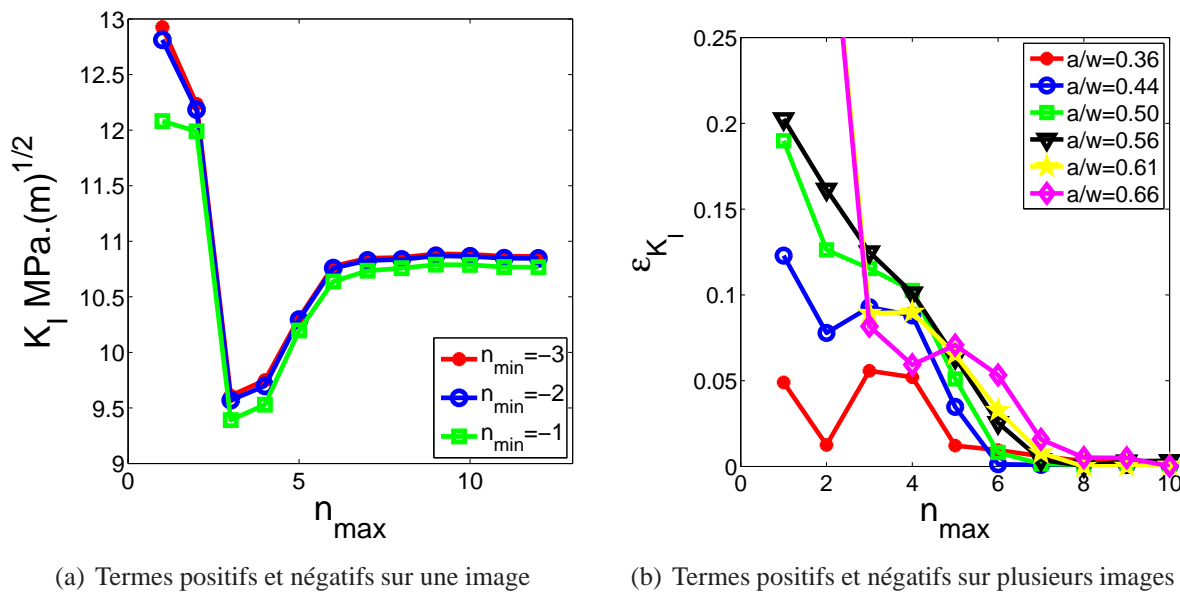 13
12.5
12
11.5
11
10.5
10
9.5
9
0 5 10
K_I MPa.(m)^1/2
n_max
n_min=−3
n_min=−2
n_min=−1
0.25
0.2
0.15
0.1
0.05
0
0 2 4 6 8 10
ε_K_I
n_max
a/w=0.36
a/w=0.44
a/w=0.50
a/w=0.56
a/w=0.61
a/w=0.66
(a) Termes positifs et négatifs sur une image
(b) Termes positifs et négatifs sur plusieurs images